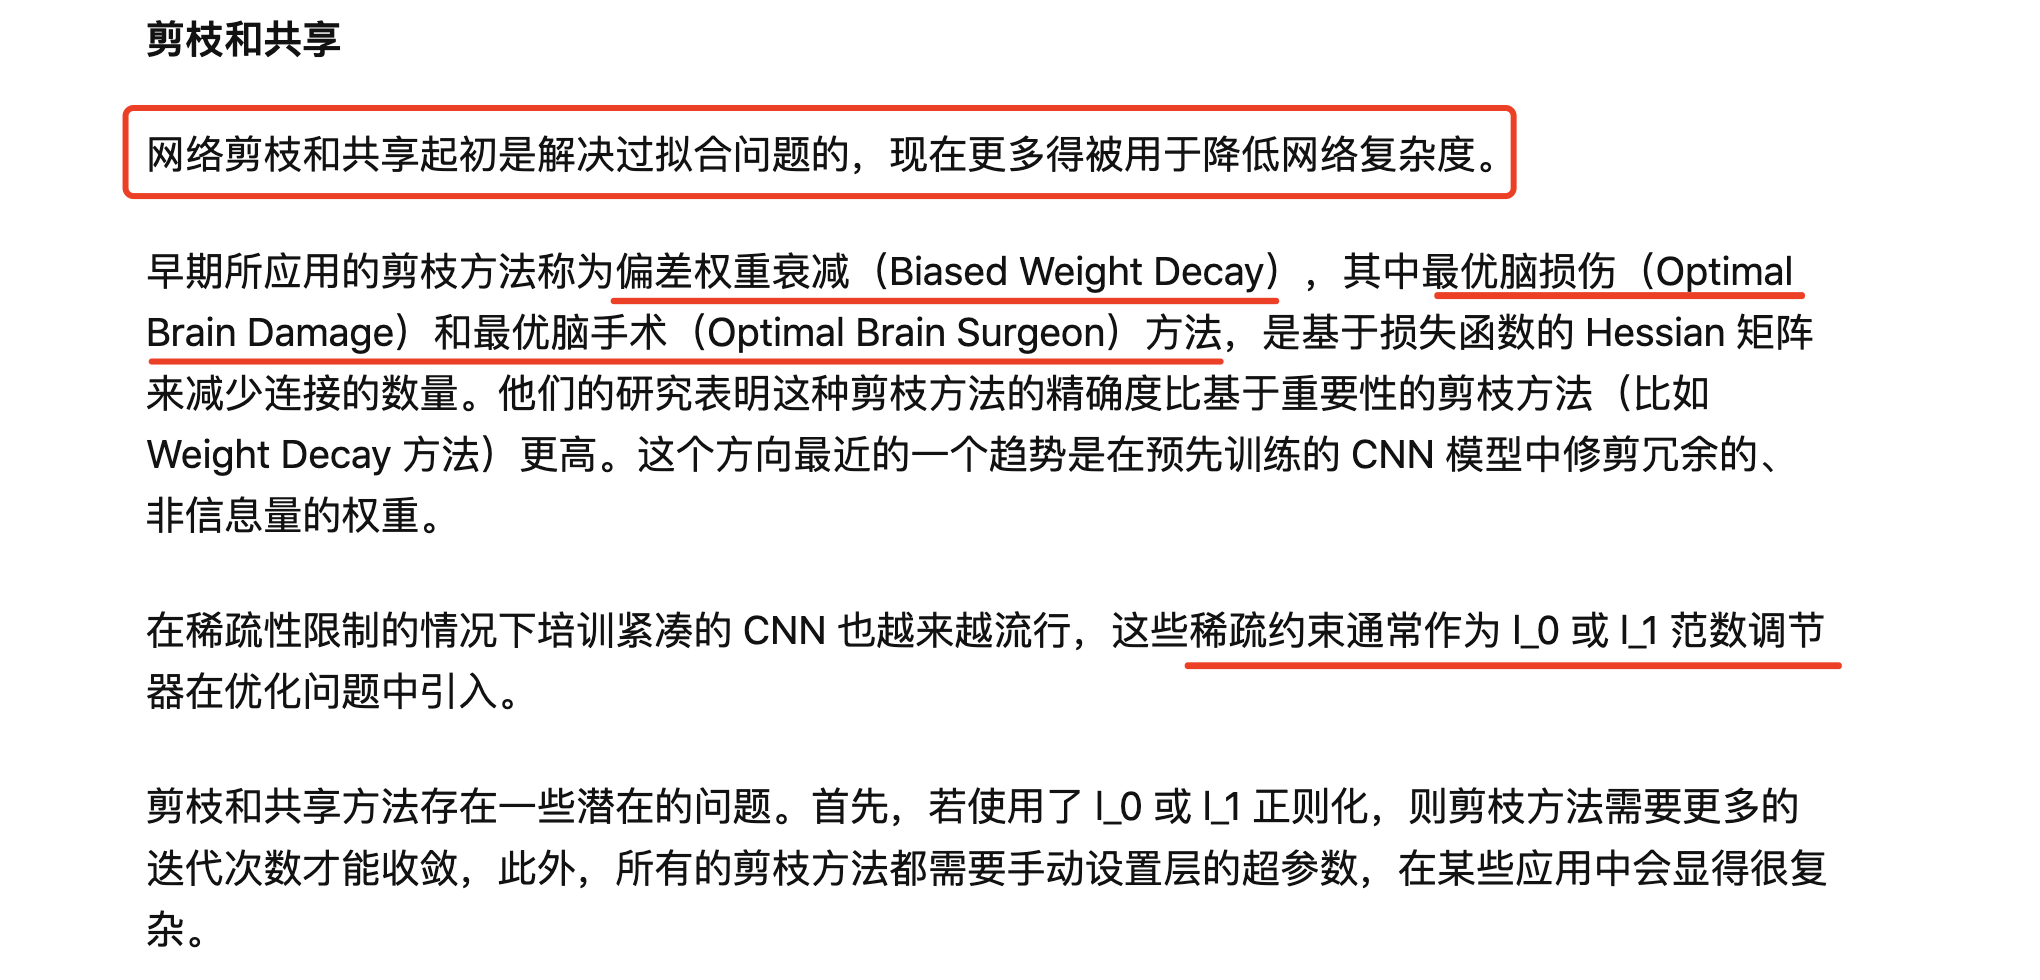 剪枝和共享
网络剪枝和共享起初是解决过拟合问题的，现在更多得被用于降低网络复杂度。
早期所应用的剪枝方法称为偏差权重衰减（Biased Weight Decay），其中最优脑损伤（Optimal
Brain Damage）和最优脑手术（Optimal Brain Surgeon）方法，是基于损失函数的 Hessian 矩阵
来减少连接的数量。他们的研究表明这种剪枝方法的精确度比基于重要性的剪枝方法（比如
Weight Decay 方法）更高。这个方向最近的一个趋势是在预先训练的 CNN 模型中修剪冗余的、
非信息量的权重。
在稀疏性限制的情况下培训紧凑的 CNN 也越来越流行，这些稀疏约束通常作为 l_0 或 l_1 范数调节
器在优化问题中引入。
剪枝和共享方法存在一些潜在的问题。首先，若使用了 l_0 或 l_1 正则化，则剪枝方法需要更多的
迭代次数才能收敛，此外，所有的剪枝方法都需要手动设置层的超参数，在某些应用中会显得很复
杂。